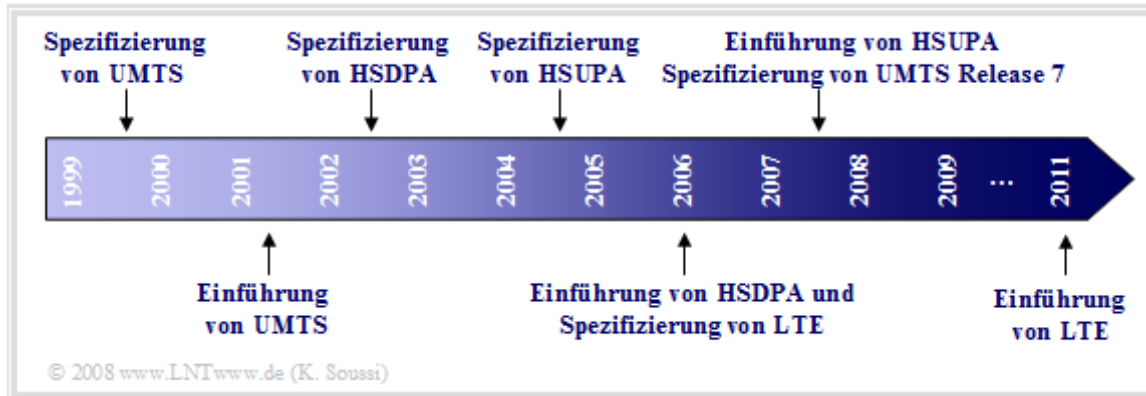 Spezifizierung
von UMTS
Spezifizierung
von HSDPA
Spezifizierung
von HSUPA
Einführung von HSUPA
Spezifizierung von UMTS Release 7
1999
2000
2001
2002
2003
2004
2005
2006
2007
2008
2009
...
2011
Einführung
von UMTS
Einführung von HSDPA und
Spezifizierung von LTE
Einführung
von LTE
© 2008 www.LNTwww.de (K. Soussi)